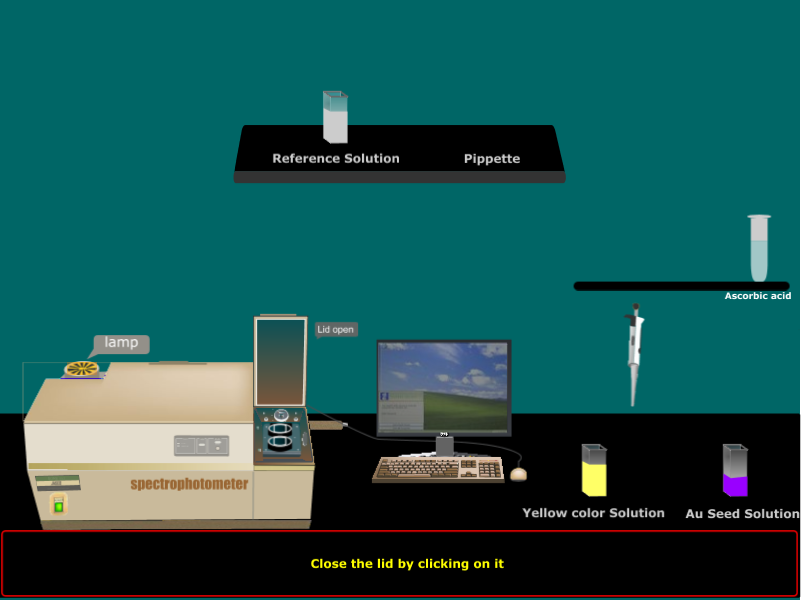 Reference Solution
Pippette
Ascorbic acid
Lid open
lamp
spectrophotometer
Yellow color Solution
Au Seed Solution
Close the lid by clicking on it